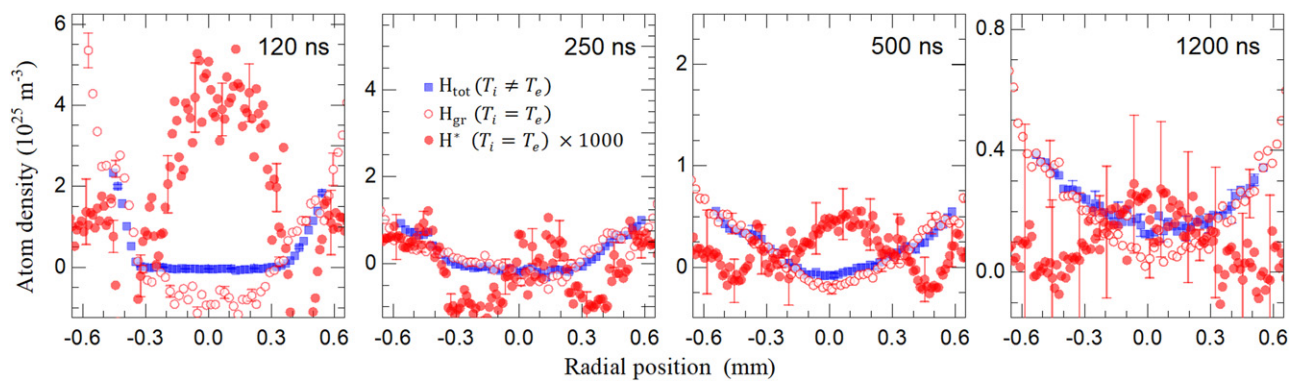 120 ns
250 ns
500 ns
1200 ns
H_tot (T_i ≠ T_e)
H_gr (T_i = T_e)
H* (T_i = T_e) × 1000
Atom density (10^25 m^-3)
6
4
2
0
4
2
0
2
1
0
0.8
0.4
0.0
-0.6 -0.3 0.0 0.3 0.6 -0.6 -0.3 0.0 0.3 0.6 -0.6 -0.3 0.0 0.3 0.6 -0.6 -0.3 0.0 0.3 0.6
Radial position (mm)